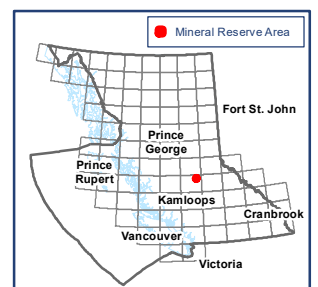 Mineral Reserve Area
Fort St. John
Prince
George
Prince
Rupert
Kamloops
Cranbrook
Vancouver
Victoria